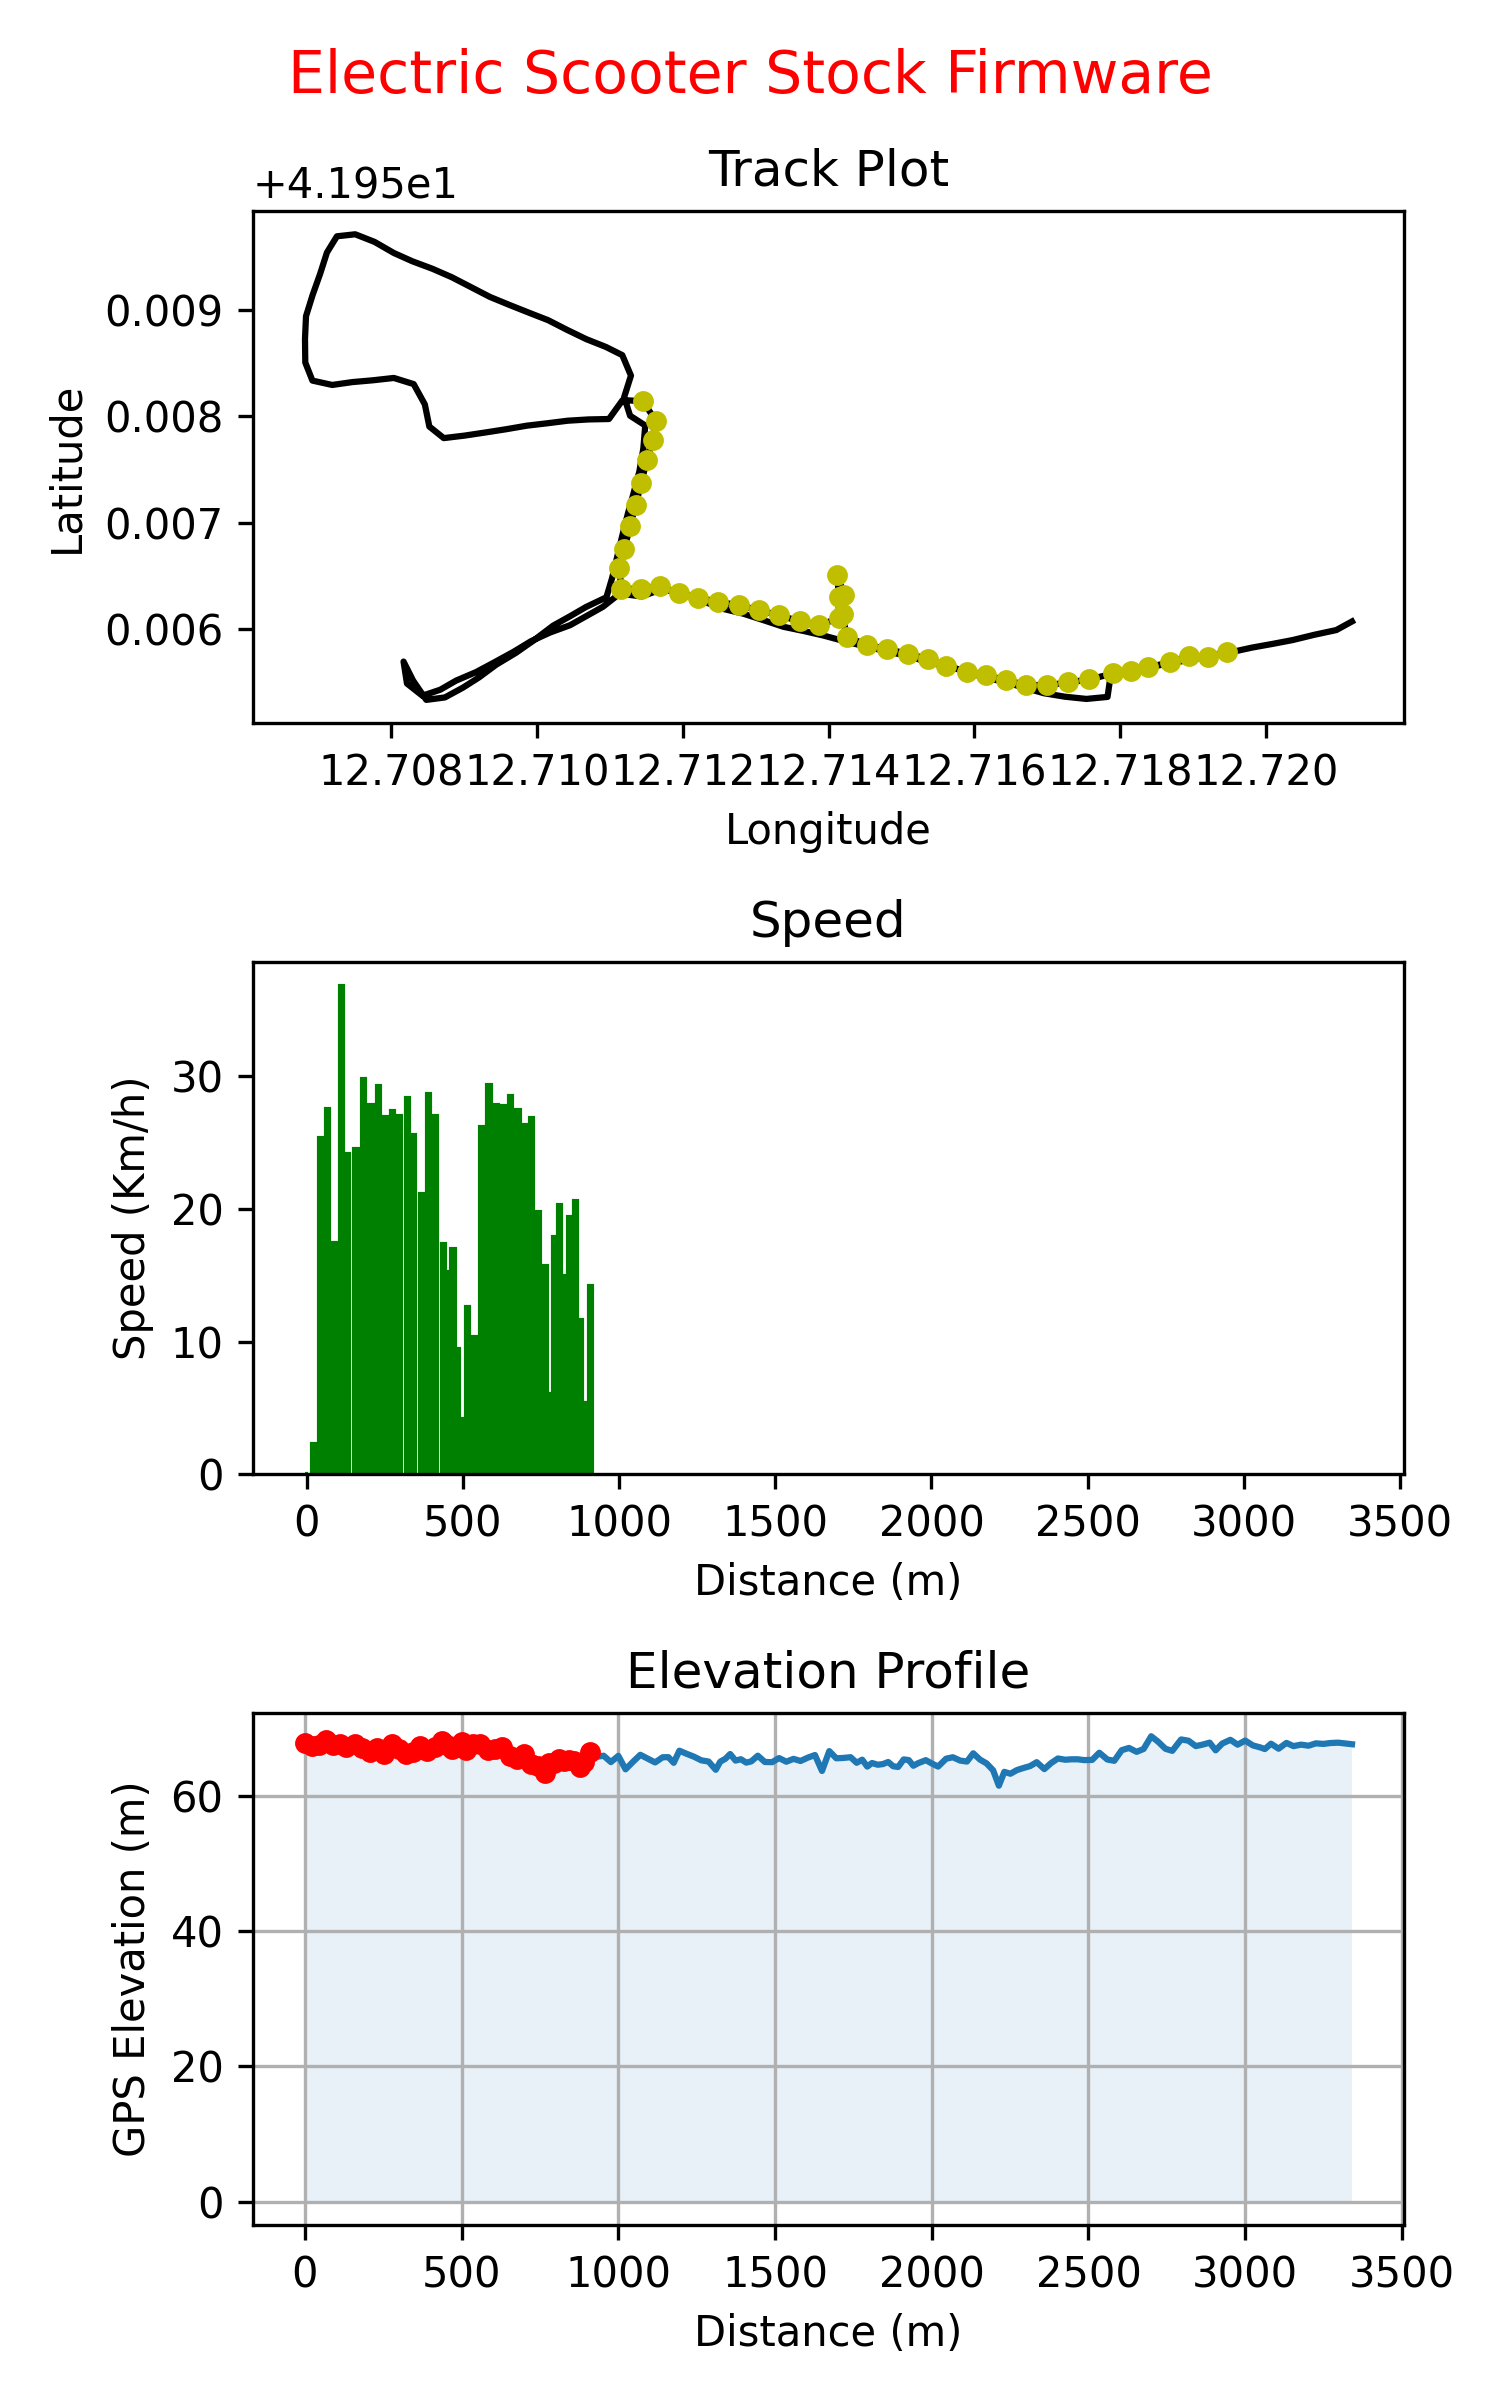 Electric Scooter Stock Firmware
Track Plot
+4.195e1
0.009
0.008
0.007
0.006
Latitude
12.708 12.710 12.712 12.714 12.716 12.718 12.720
Longitude
Speed
30
20
10
0
Speed (Km/h)
0 500 1000 1500 2000 2500 3000 3500
Distance (m)
Elevation Profile
60
40
20
0
GPS Elevation (m)
0 500 1000 1500 2000 2500 3000 3500
Distance (m)